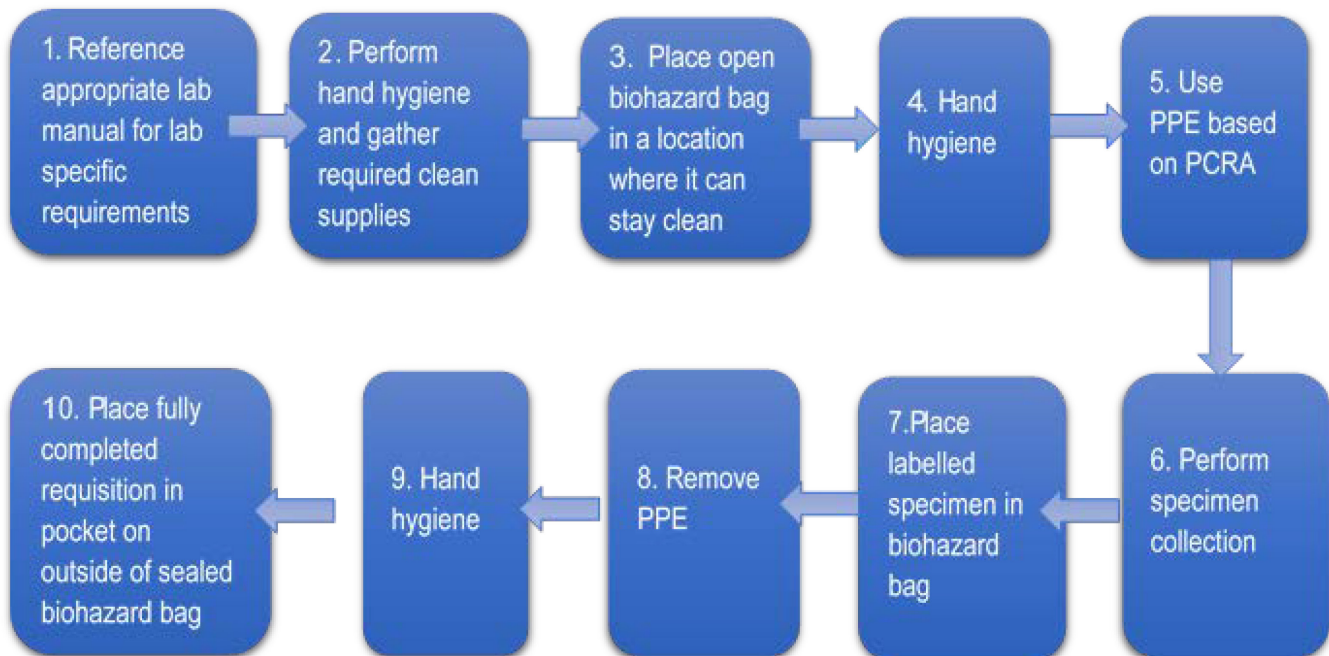 1. Reference
appropriate lab
manual for lab
specific
requirements
2. Perform
hand hygiene
and gather
required clean
supplies
3. Place open
biohazard bag
in a location
where it can
stay clean
4. Hand
hygiene
5. Use
PPE based
on PCRA
6. Perform
specimen
collection
7.Place
labelled
specimen in
biohazard
bag
8. Remove
PPE
9. Hand
hygiene
10. Place fully
completed
requisition in
pocket on
outside of sealed
biohazard bag